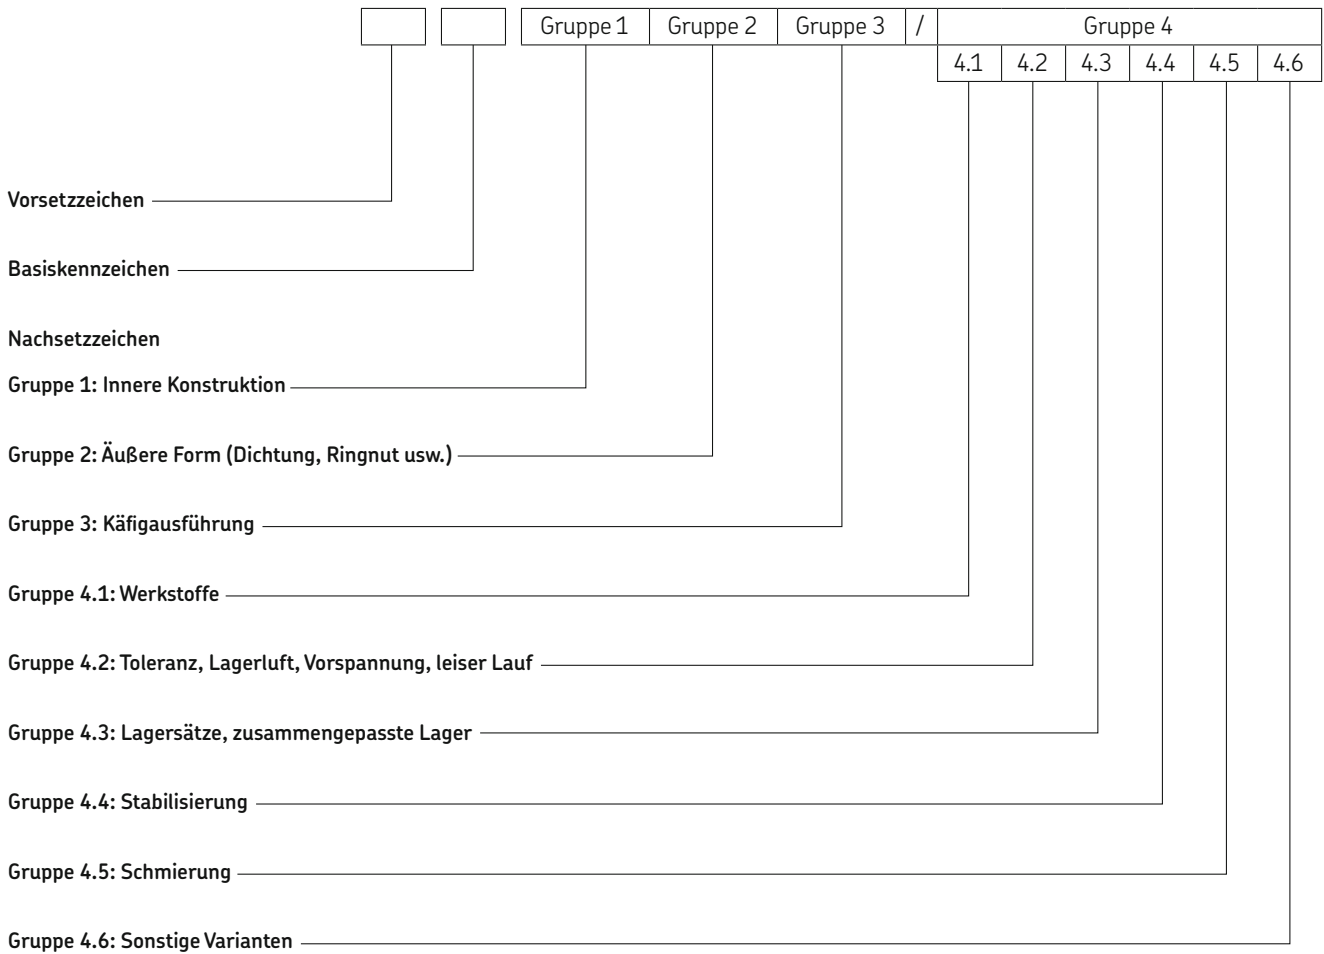 Gruppe 1 Gruppe 2 Gruppe 3 / Gruppe 4
4.1 4.2 4.3 4.4 4.5 4.6
Vorsetzzeichen
Basiskennzeichen
Nachsetzzeichen
Gruppe 1: Innere Konstruktion
Gruppe 2: Äußere Form (Dichtung, Ringnut usw.)
Gruppe 3: Käfigausführung
Gruppe 4.1: Werkstoffe
Gruppe 4.2: Toleranz, Lagerluft, Vorspannung, leiser Lauf
Gruppe 4.3: Lagersätze, zusammengepasste Lager
Gruppe 4.4: Stabilisierung
Gruppe 4.5: Schmierung
Gruppe 4.6: Sonstige Varianten